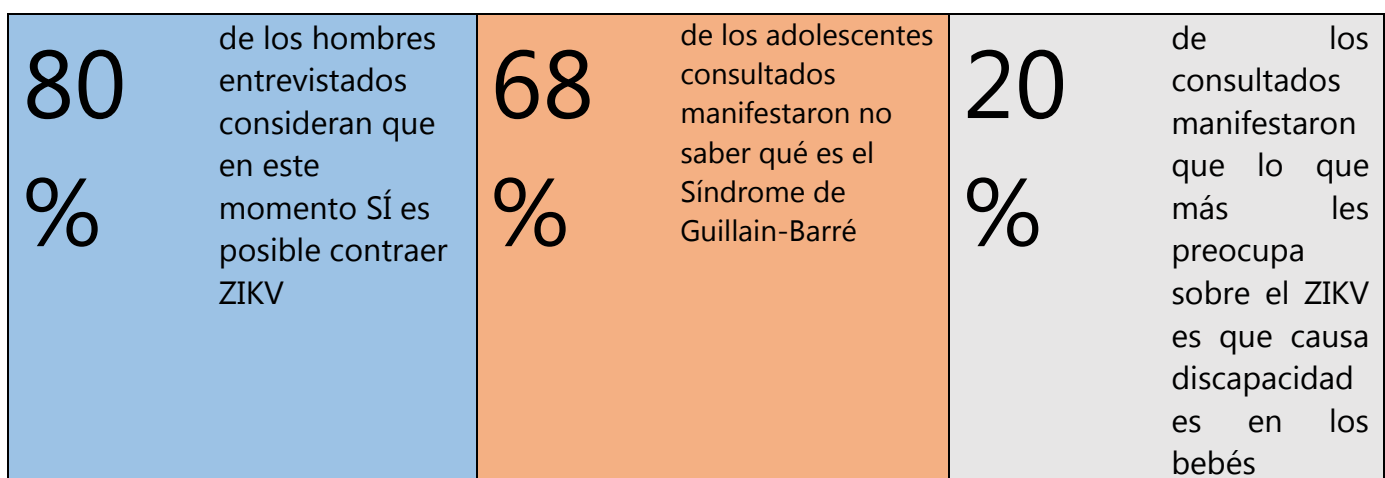 80
%
de los hombres
entrevistados
consideran que
en este
momento SÍ es
posible contraer
ZIKV
68
%
de los adolescentes
consultados
manifestaron no
saber qué es el
Síndrome de
Guillain-Barré
20
%
de los
consultados
manifestaron
que lo que
más les
preocupa
sobre el ZIKV
es que causa
discapacidad
es en los
bebés